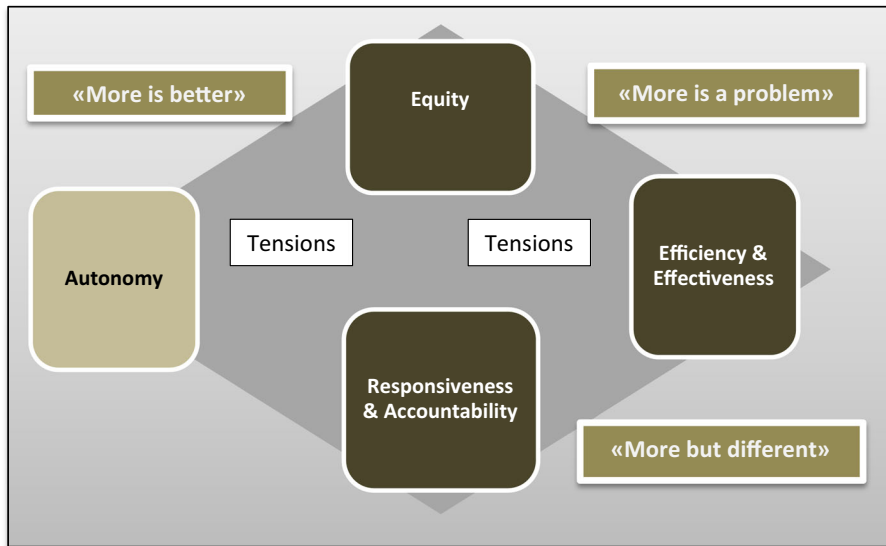 «More is better»
Equity
«More is a problem»
Tensions
Tensions
Autonomy
Efficiency &
Effectiveness
Responsiveness
& Accountability
«More but different»